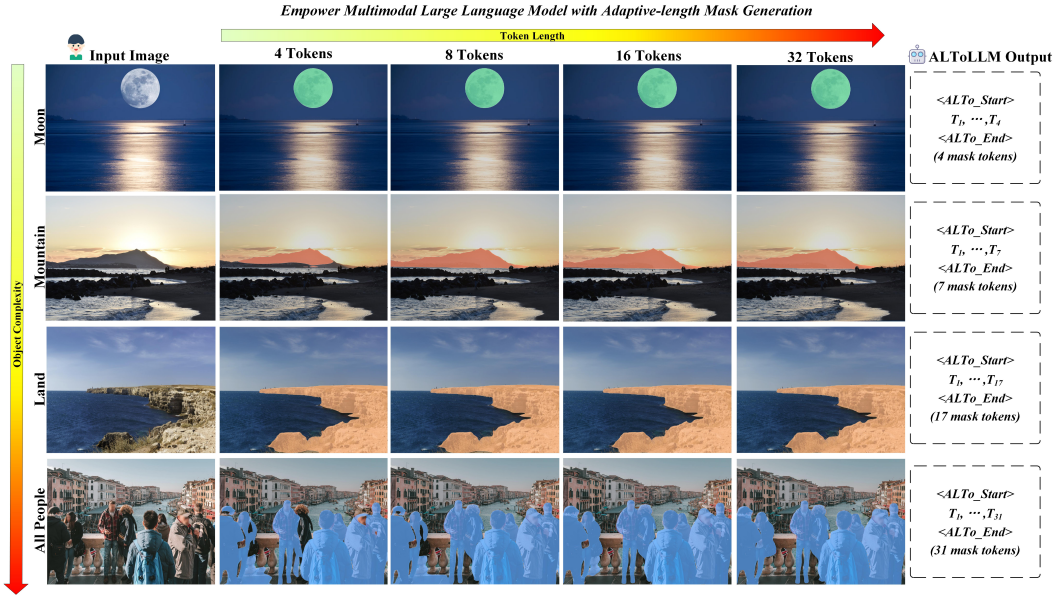 Empower Multimodal Large Language Model with Adaptive-length Mask Generation
Token Length
Input Image
4 Tokens
8 Tokens
16 Tokens
32 Tokens
ALToLLM Output
Object Complexity
Moon
<ALTo_Start>
T1, ⋯ ,T4
<ALTo_End>
(4 mask tokens)
Mountain
<ALTo_Start>
T1, ⋯ ,T7
<ALTo_End>
(7 mask tokens)
Land
<ALTo_Start>
T1, ⋯ ,T17
<ALTo_End>
(17 mask tokens)
All People
<ALTo_Start>
T1, ⋯ ,T31
<ALTo_End>
(31 mask tokens)